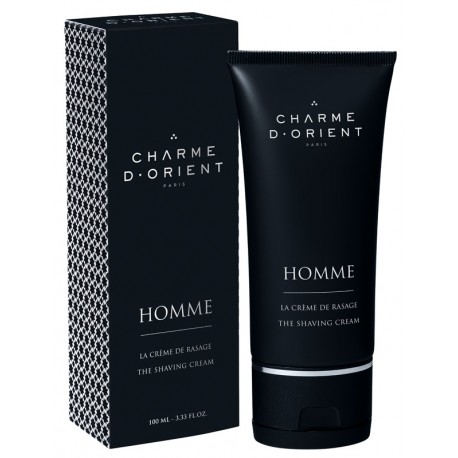 CHARME
D·ORIENT
PARIS
HOMME
LA CRÈME DE RASAGE
THE SHAVING CREAM
100 ML - 3.33 FL.OZ.
CHARME
D·ORIENT
PARIS
HOMME
LA CRÈME DE RASAGE
THE SHAVING CREAM